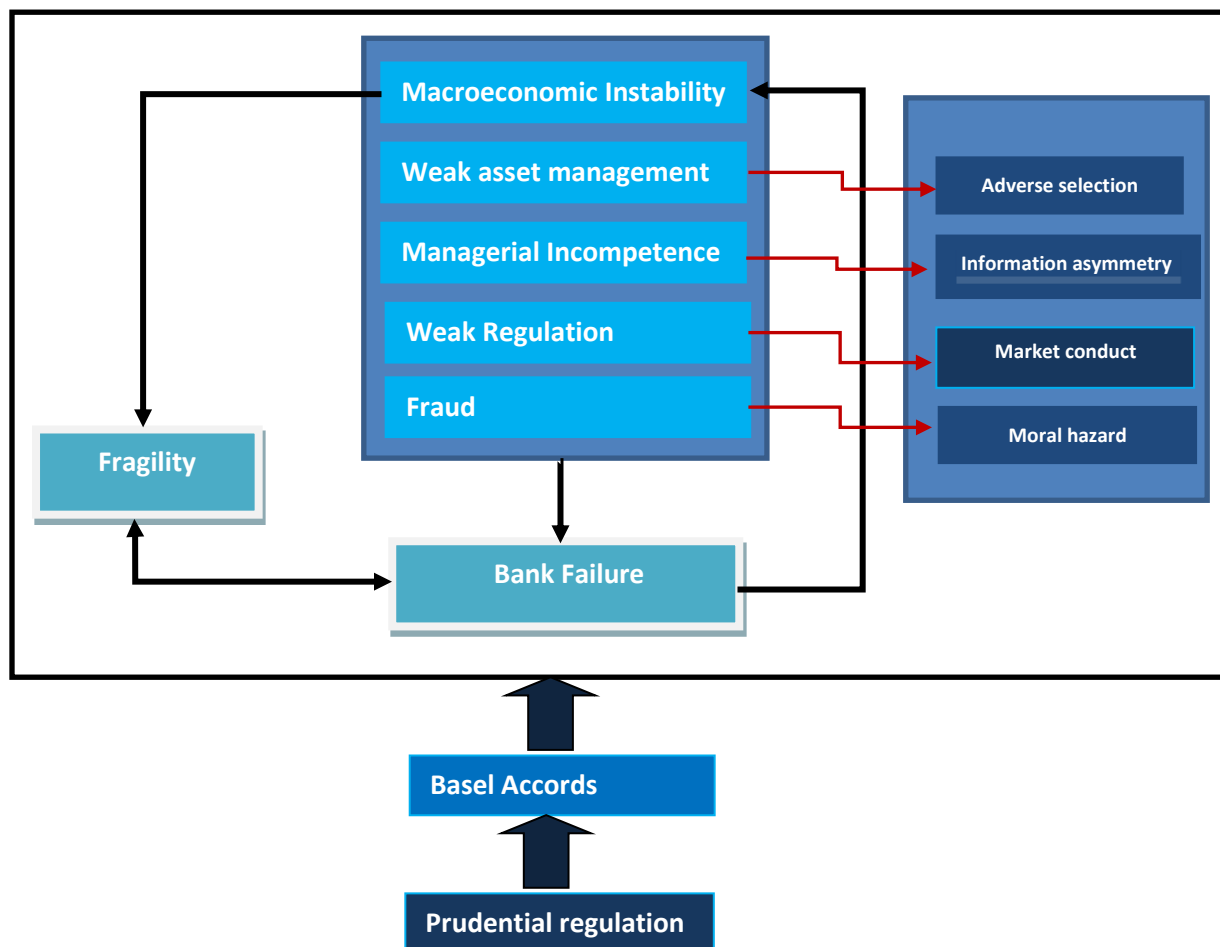 Macroeconomic Instability
Weak asset management
Managerial Incompetence
Weak Regulation
Fraud
Adverse selection
Information asymmetry
Market conduct
Moral hazard
Fragility
Bank Failure
Basel Accords
Prudential regulation